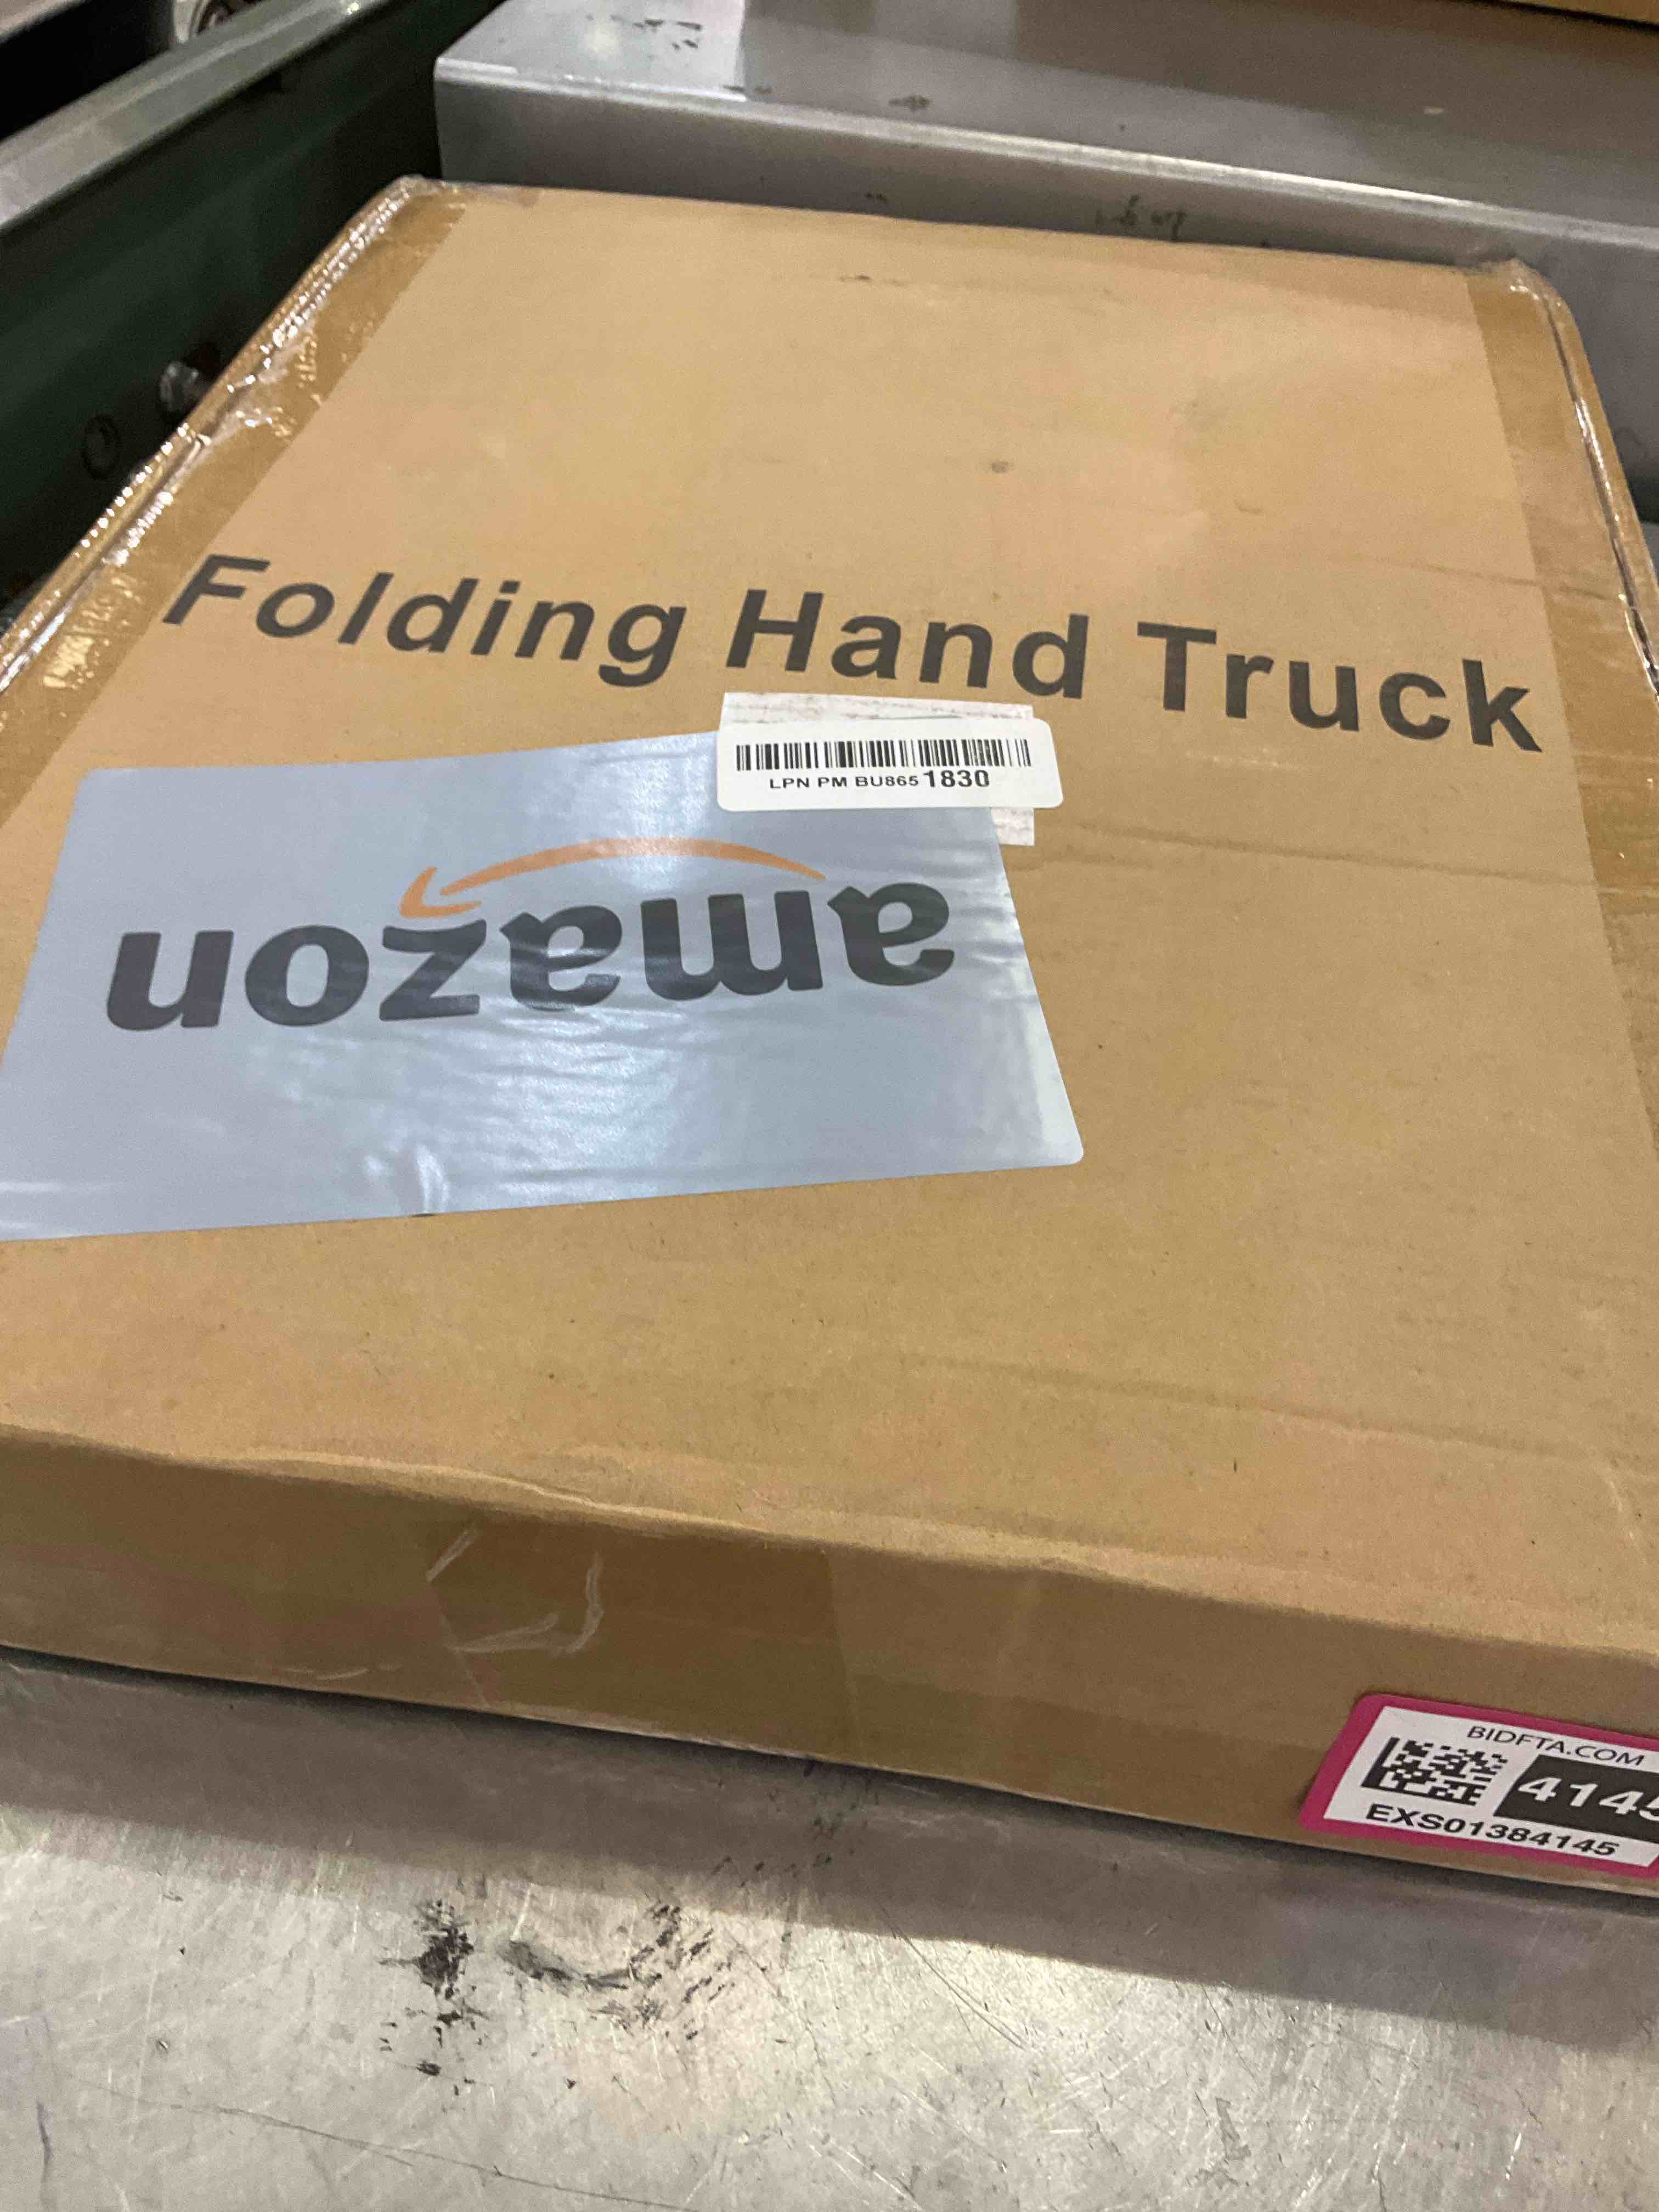 Folding Hand Truck
LPN PM BU865 1830
amazon
BIDFTA.COM
4145
EXS01384145